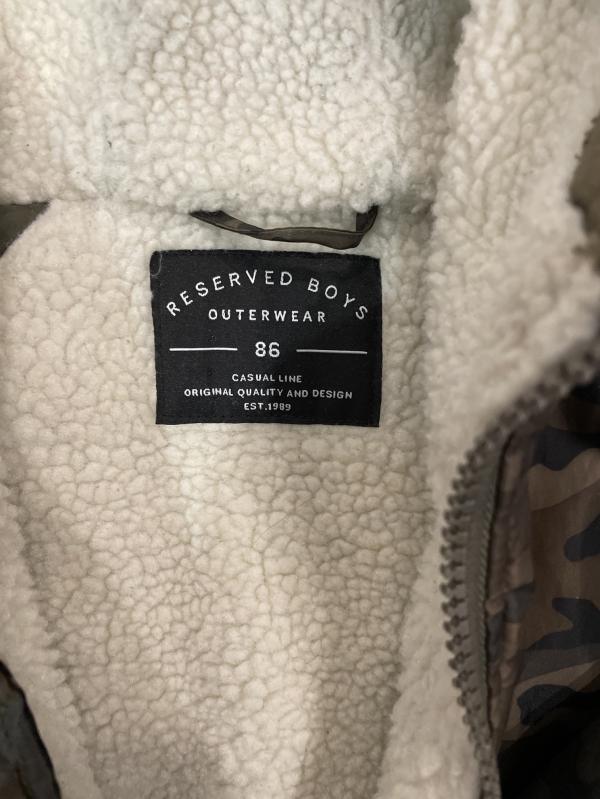 RESERVED BOYS
OUTERWEAR
86
CASUAL LINE
ORIGINAL QUALITY AND DESIGN
EST.1989